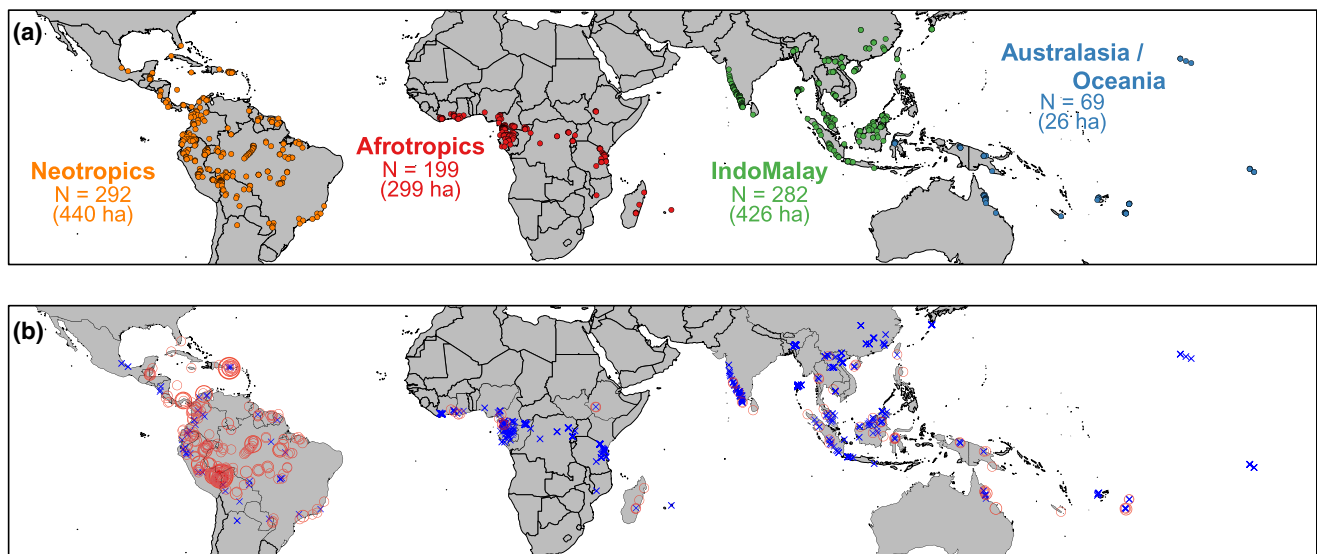 (a)
Neotropics
N = 292
(440 ha)
Afrotropics
N = 199
(299 ha)
IndoMalay
N = 282
(426 ha)
Australasia /
Oceania
N = 69
(26 ha)
(b)